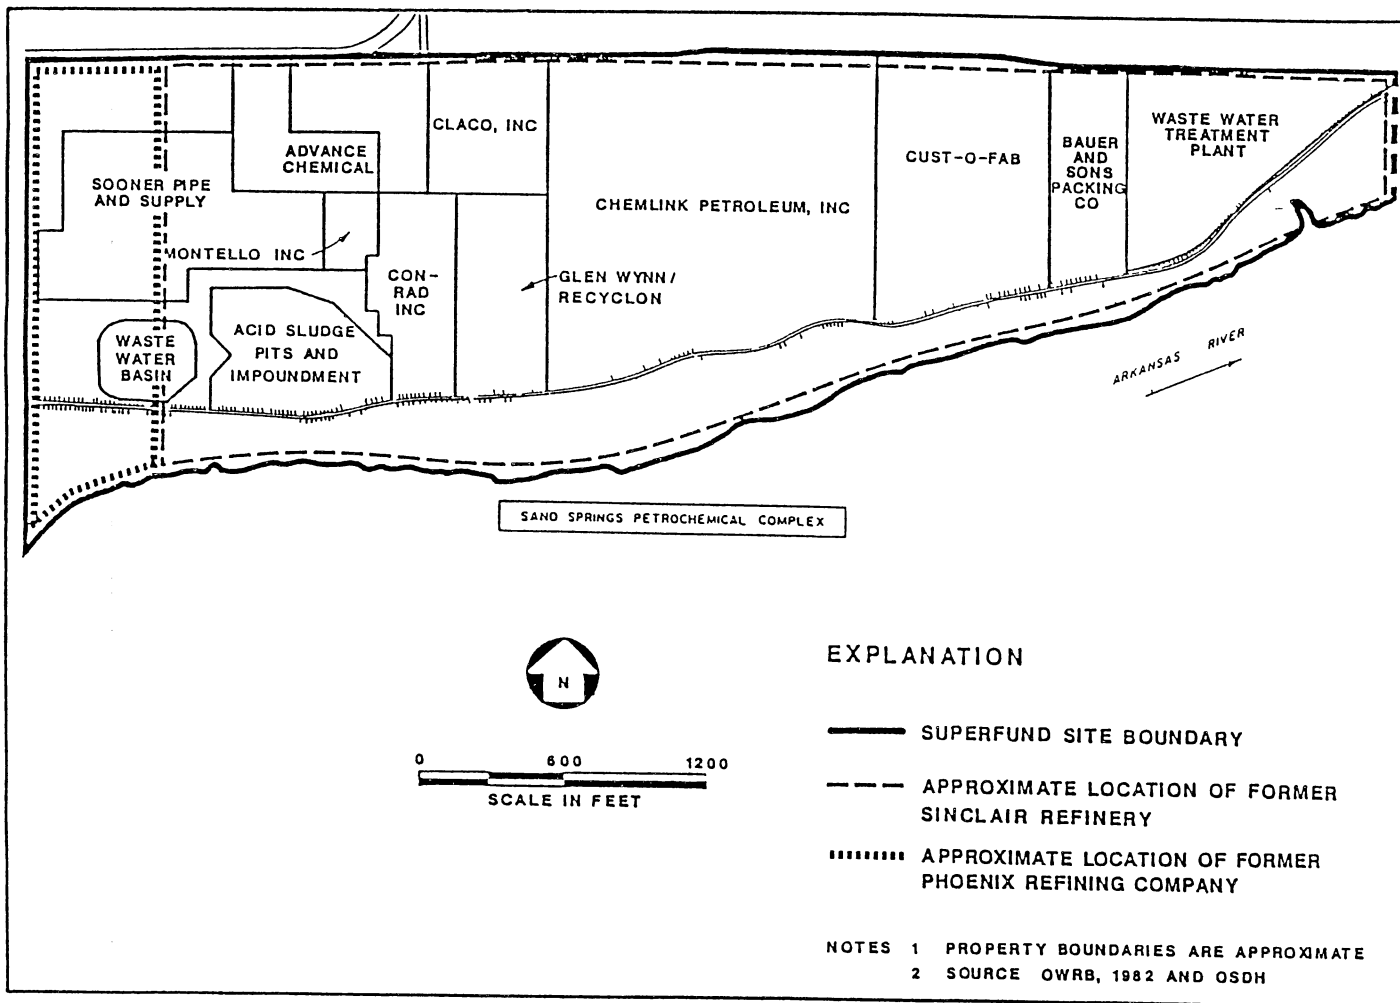 CLACO, INC
ADVANCE
CHEMICAL
SOONER PIPE
AND SUPPLY
MONTELLO INC
CON-
RAD
INC
CHEMLINK PETROLEUM, INC
GLEN WYNN/
RECYCLON
CUST-O-FAB
BAUER
AND
SONS
PACKING
CO
WASTE WATER
TREATMENT
PLANT
WASTE
WATER
BASIN
ACID SLUDGE
PITS AND
IMPOUNDMENT
ARKANSAS RIVER
SAND SPRINGS PETROCHEMICAL COMPLEX
N
0 600 1200
SCALE IN FEET
EXPLANATION
SUPERFUND SITE BOUNDARY
APPROXIMATE LOCATION OF FORMER
SINCLAIR REFINERY
APPROXIMATE LOCATION OF FORMER
PHOENIX REFINING COMPANY
NOTES 1 PROPERTY BOUNDARIES ARE APPROXIMATE
2 SOURCE OWRB, 1982 AND OSDH